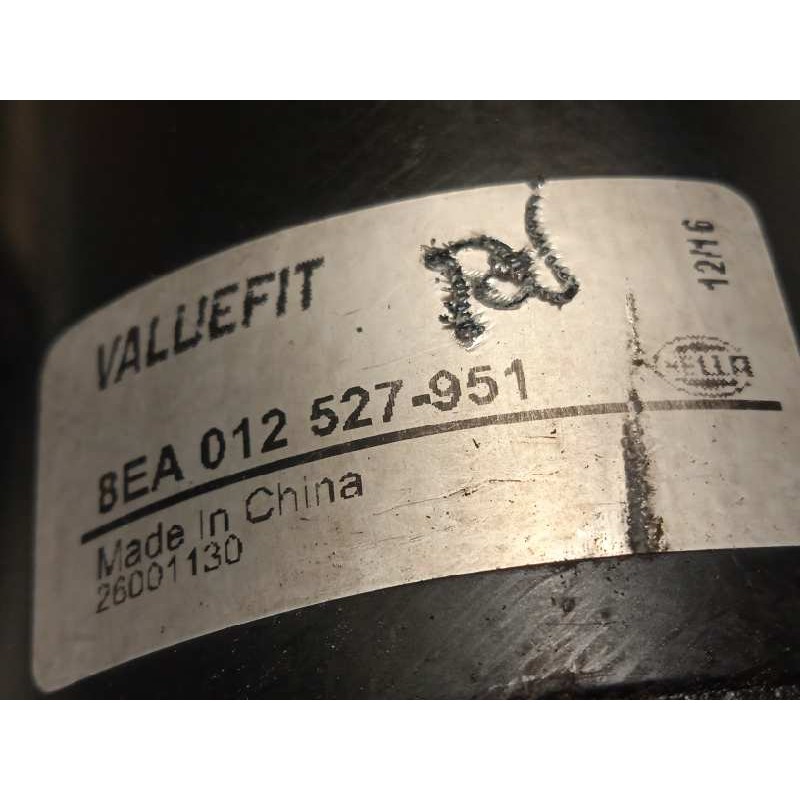 VALUEFIT
12/16
HELLA
8EA 012 527-951
Made In China
26001130